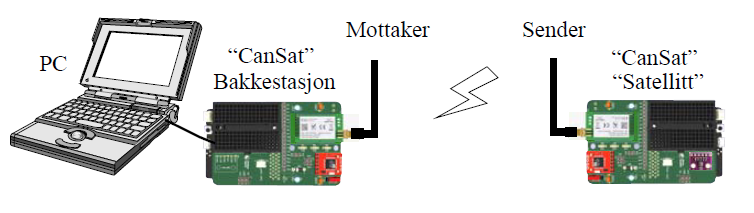 PC
“CanSat”
Bakkestasjon
Mottaker
Sender
“CanSat”
“Satellitt”